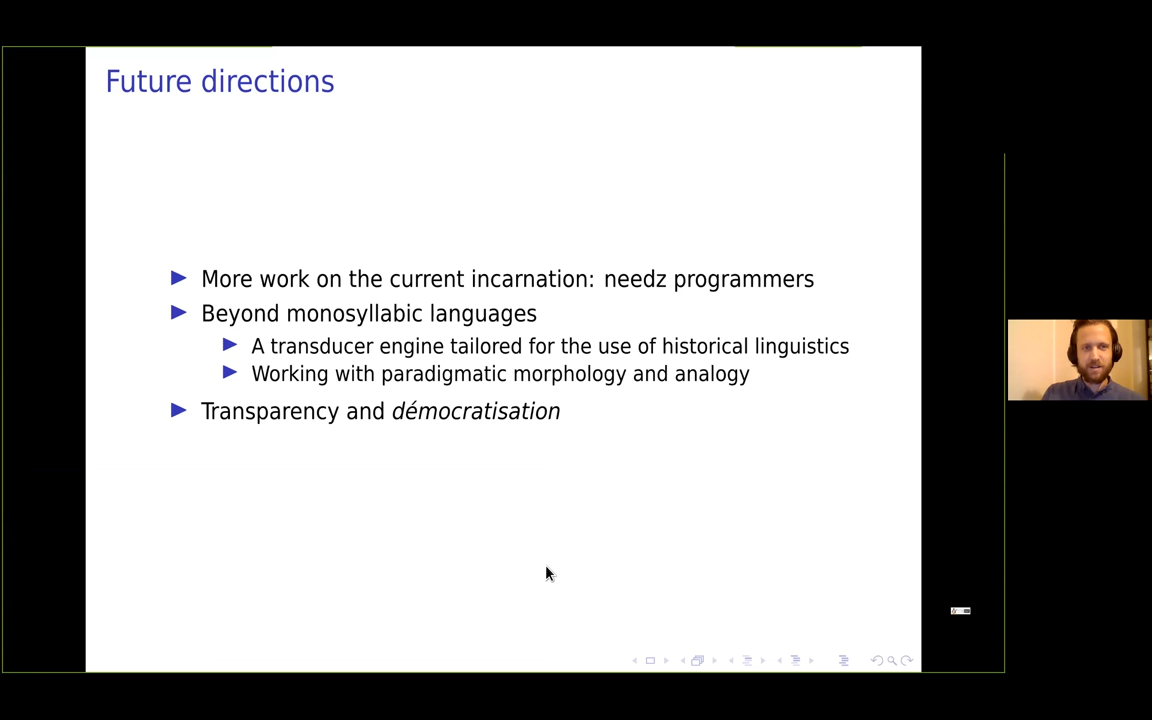 Future directions
More work on the current incarnation: needz programmers
Beyond monosyllabic languages
A transducer engine tailored for the use of historical linguistics
Working with paradigmatic morphology and analogy
Transparency and démocratisation